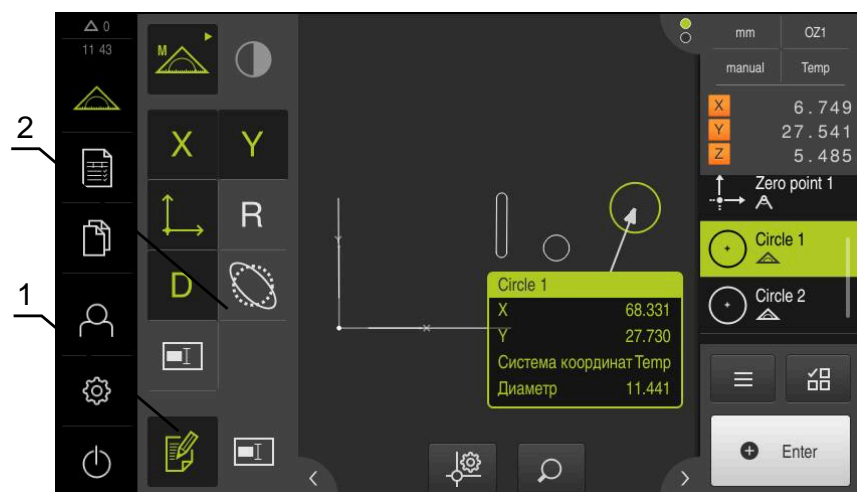 2
1
0
11 43
M
X
Y
R
D
Y
X
Circle 1
X 68.331
Y 27.730
Система координат Temp
Диаметр 11.441
mm OZ1
manual Temp
X 6.749
Y 27.541
Z 5.485
Zero point 1
Circle 1
Circle 2
Enter